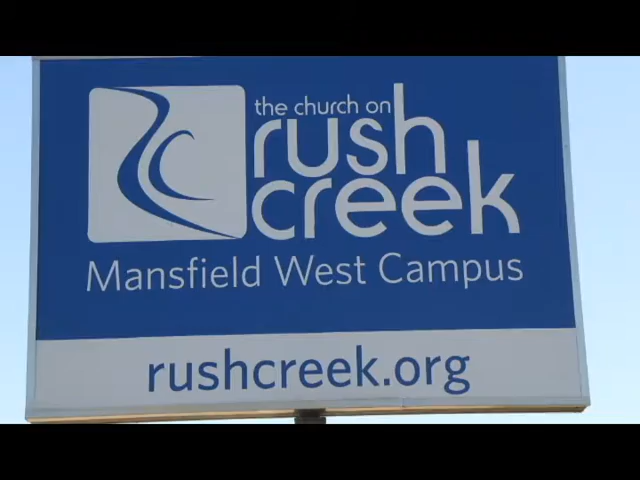 the church on
rush
creek
Mansfield West Campus
rushcreek.org